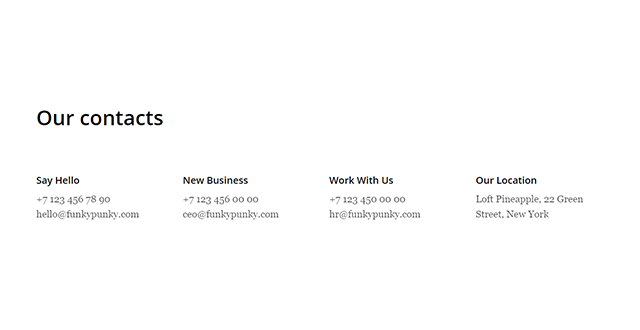 Our contacts
Say Hello
+7 123 456 78 90
hello@funkypunky.com
New Business
+7 123 456 00 00
ceo@funkypunky.com
Work With Us
+7 123 450 00 00
hr@funkypunky.com
Our Location
Loft Pineapple, 22 Green
Street, New York